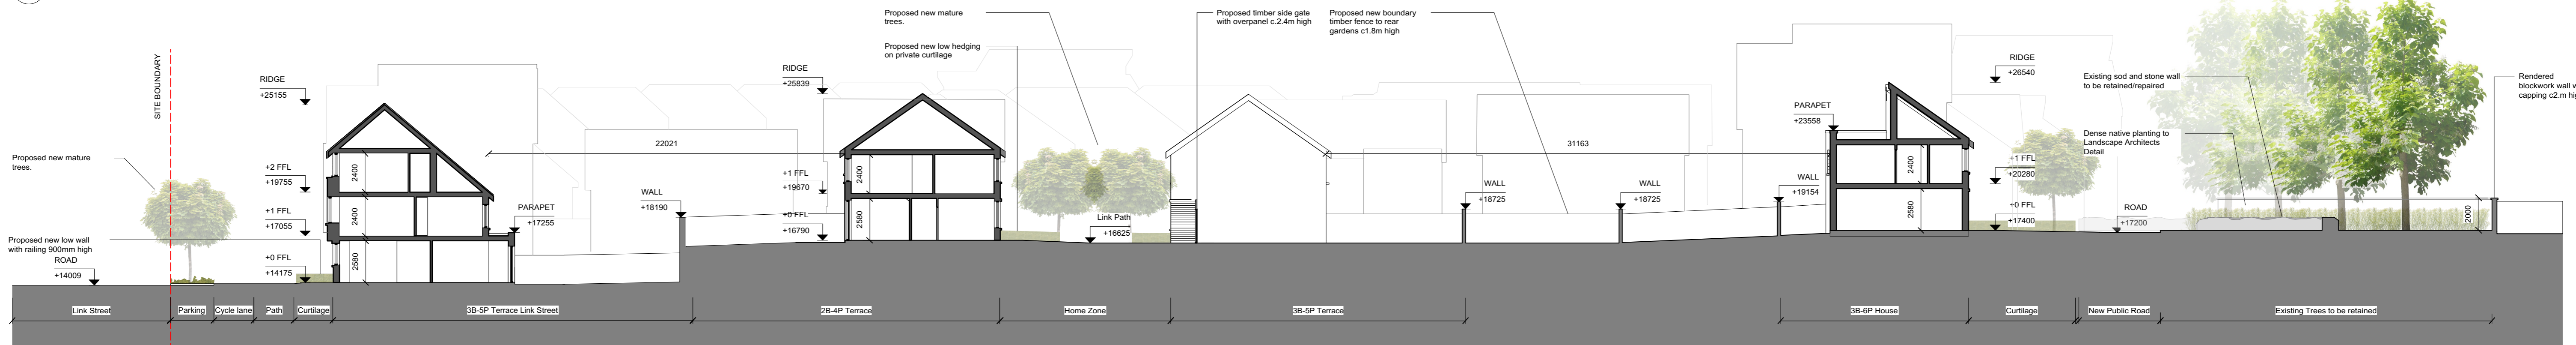 SITE BOUNDARY
Proposed new mature
trees.
Proposed new low wall
with railing 900mm high
ROAD
+14009
RIDGE
+25155
+2 FFL
+19755
+1 FFL
+17055
+0 FFL
+14175
2400
2400
2580
PARAPET
+17255
22021
WALL
+18190
RIDGE
+25839
+1 FFL
+19670
+0 FFL
+16790
2400
2580
Proposed new mature
trees.
Proposed new low hedging
on private curtilage
Link Path
+16625
Proposed timber side gate
with overpanel c.2.4m high
Proposed new boundary
timber fence to rear
gardens c1.8m high
31163
WALL
+18725
WALL
+18725
WALL
+19154
PARAPET
+23558
2400
2580
RIDGE
+26540
+1 FFL
+20280
+0 FFL
+17400
Existing sod and stone wall
to be retained/repaired
Dense native planting to
Landscape Architects
Detail
ROAD
+17200
2000
Rendered
blockwork wall
capping c2.m
Link Street
Parking
Cycle lane
Path
Curtilage
3B-5P Terrace Link Street
2B-4P Terrace
Home Zone
3B-5P Terrace
3B-6P House
Curtilage
New Public Road
Existing Trees to be retained